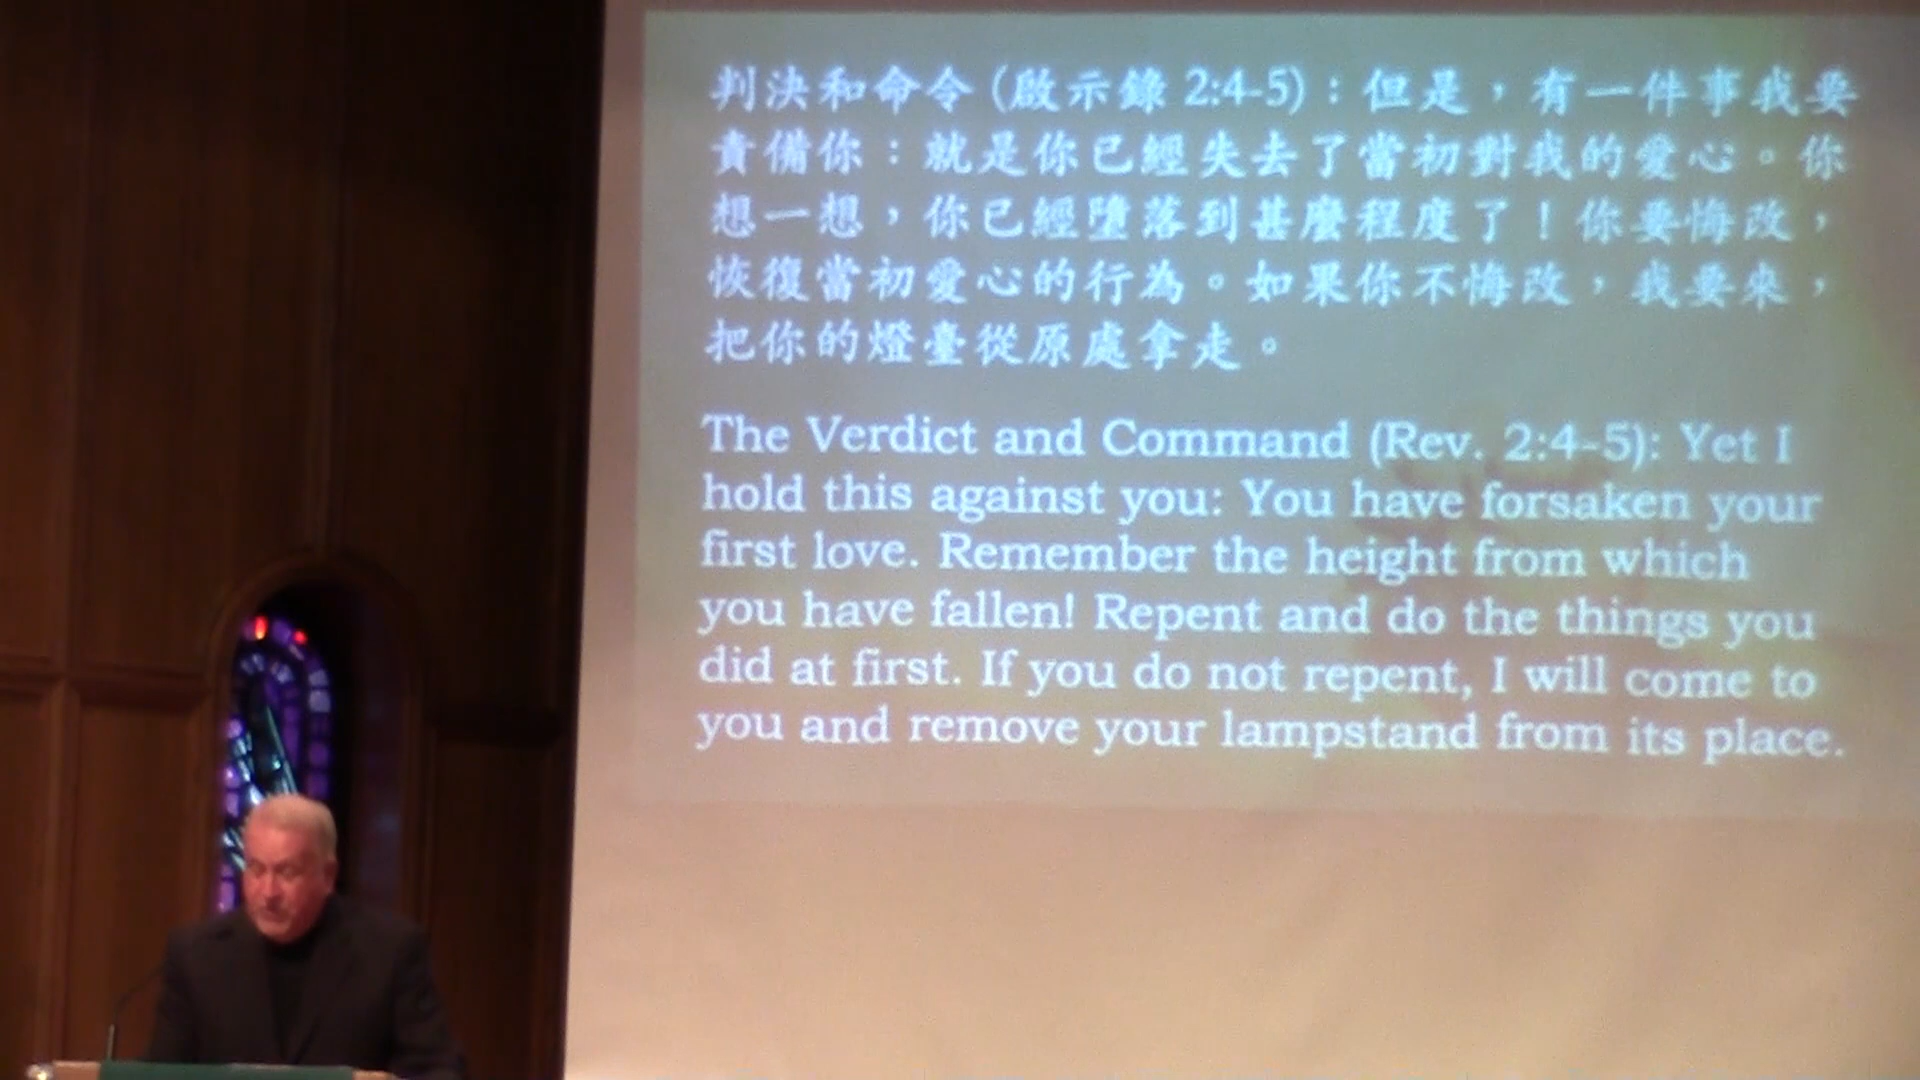 判決和命令 (啟示錄 2:4-5)：但是，有一件事我要
責備你：就是你已經失去了當初對我的愛心。你
想一想，你已經墮落到甚麼程度了！你要悔改，
恢復當初愛心的行為。如果你不悔改，我要來，
把你的燈臺從原處拿走。
The Verdict and Command (Rev. 2:4-5): Yet I
hold this against you: You have forsaken your
first love. Remember the height from which
you have fallen! Repent and do the things you
did at first. If you do not repent, I will come to
you and remove your lampstand from its place.